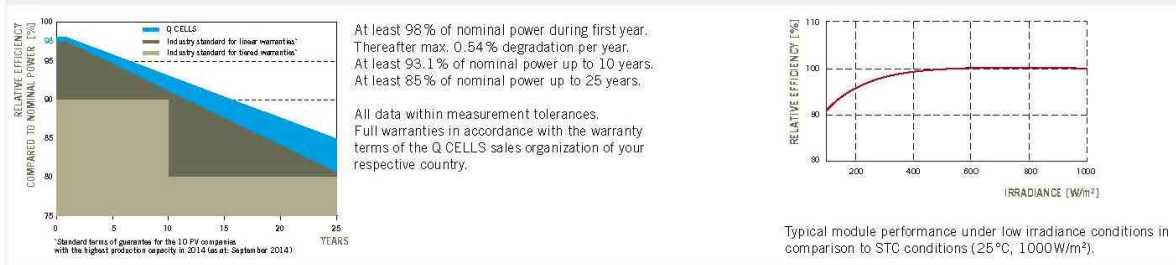 RELATIVE EFFICIENCY
COMPARED TO NOMINAL POWER [%]
100
98
95
90
85
80
75
0
5
10
15
20
25
YEARS
Q CELLS
Industry standard for linear warranties*
Industry standard for tiered warranties*
*Standard terms of guarantee for the 10 PV companies
with the highest production capacity in 2014 (as at: September 2014)
At least 98% of nominal power during first year.
Thereafter max. 0.54% degradation per year.
At least 93.1% of nominal power up to 10 years.
At least 85% of nominal power up to 25 years.
All data within measurement tolerances.
Full warranties in accordance with the warranty
terms of the Q CELLS sales organization of your
respective country.
RELATIVE EFFICIENCY [%]
110
100
90
80
200
400
600
800
1000
IRRADIANCE [W/m²]
Typical module performance under low irradiance conditions in
comparison to STC conditions (25°C, 1000W/m²).